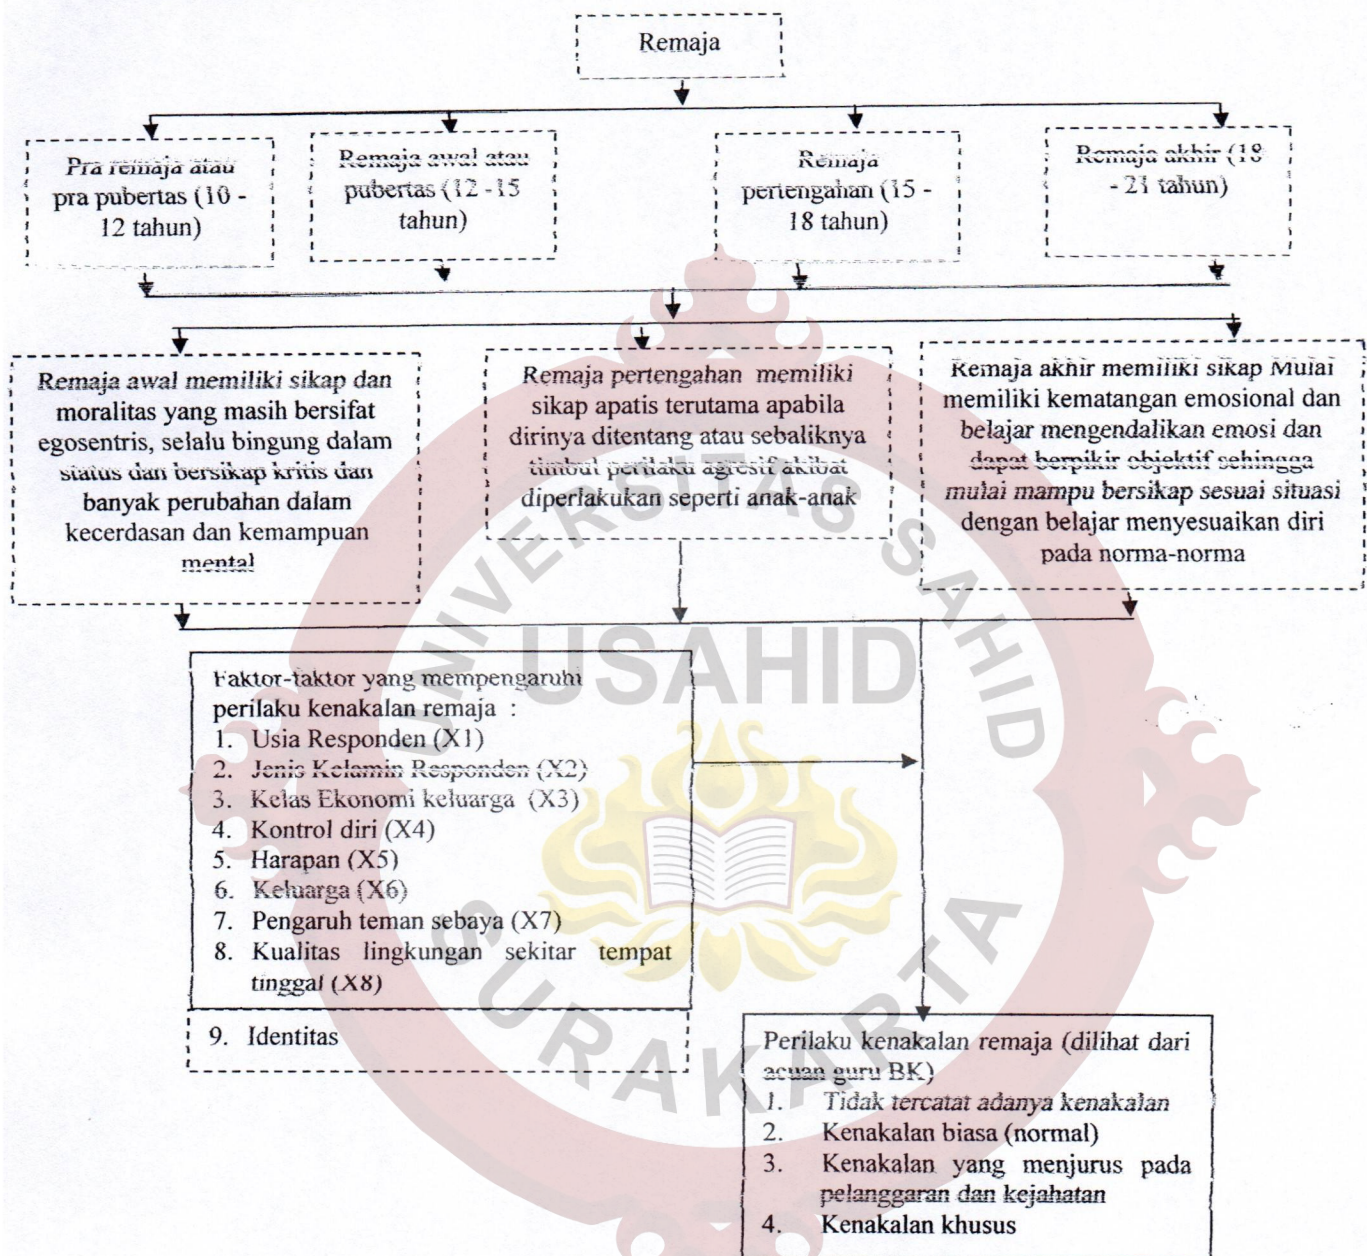 Remaja
Pra remaja atau
pra pubertas (10 -
12 tahun)
Remaja awal atau
pubertas (12 -15
tahun)
Remaja
pertengahan (15 -
18 tahun)
Remaja akhir (18
- 21 tahun)
Remaja awal memiliki sikap dan
moralitas yang masih bersifat
egosentris, selalu bingung dalam
status dan bersikap kritis dan
banyak perubahan dalam
kecerdasan dan kemampuan
mental
Remaja pertengahan memiliki
sikap apatis terutama apabila
dirinya ditentang atau sebaliknya
timbul perilaku agresif akibat
diperlakukan seperti anak-anak
Remaja akhir memiliki sikap Mulai
memiliki kematangan emosional dan
belajar mengendalikan emosi dan
dapat berpikir objektif sehingga
mulai mampu bersikap sesuai situasi
dengan belajar menyesuaikan diri
pada norma-norma
Faktor-faktor yang mempengaruhi
perilaku kenakalan remaja :
1. Usia Responden (X1)
2. Jenis Kelamin Responden (X2)
3. Kelas Ekonomi keluarga (X3)
4. Kontrol diri (X4)
5. Harapan (X5)
6. Keluarga (X6)
7. Pengaruh teman sebaya (X7)
8. Kualitas lingkungan sekitar tempat
tinggal (X8)
9. Identitas
Perilaku kenakalan remaja (dilihat dari
acuan guru BK)
1. Tidak tercatat adanya kenakalan
2. Kenakalan biasa (normal)
3. Kenakalan yang menjurus pada
pelanggaran dan kejahatan
4. Kenakalan khusus
UNIVERSITAS SAHID
USAHID
SURAKARTA